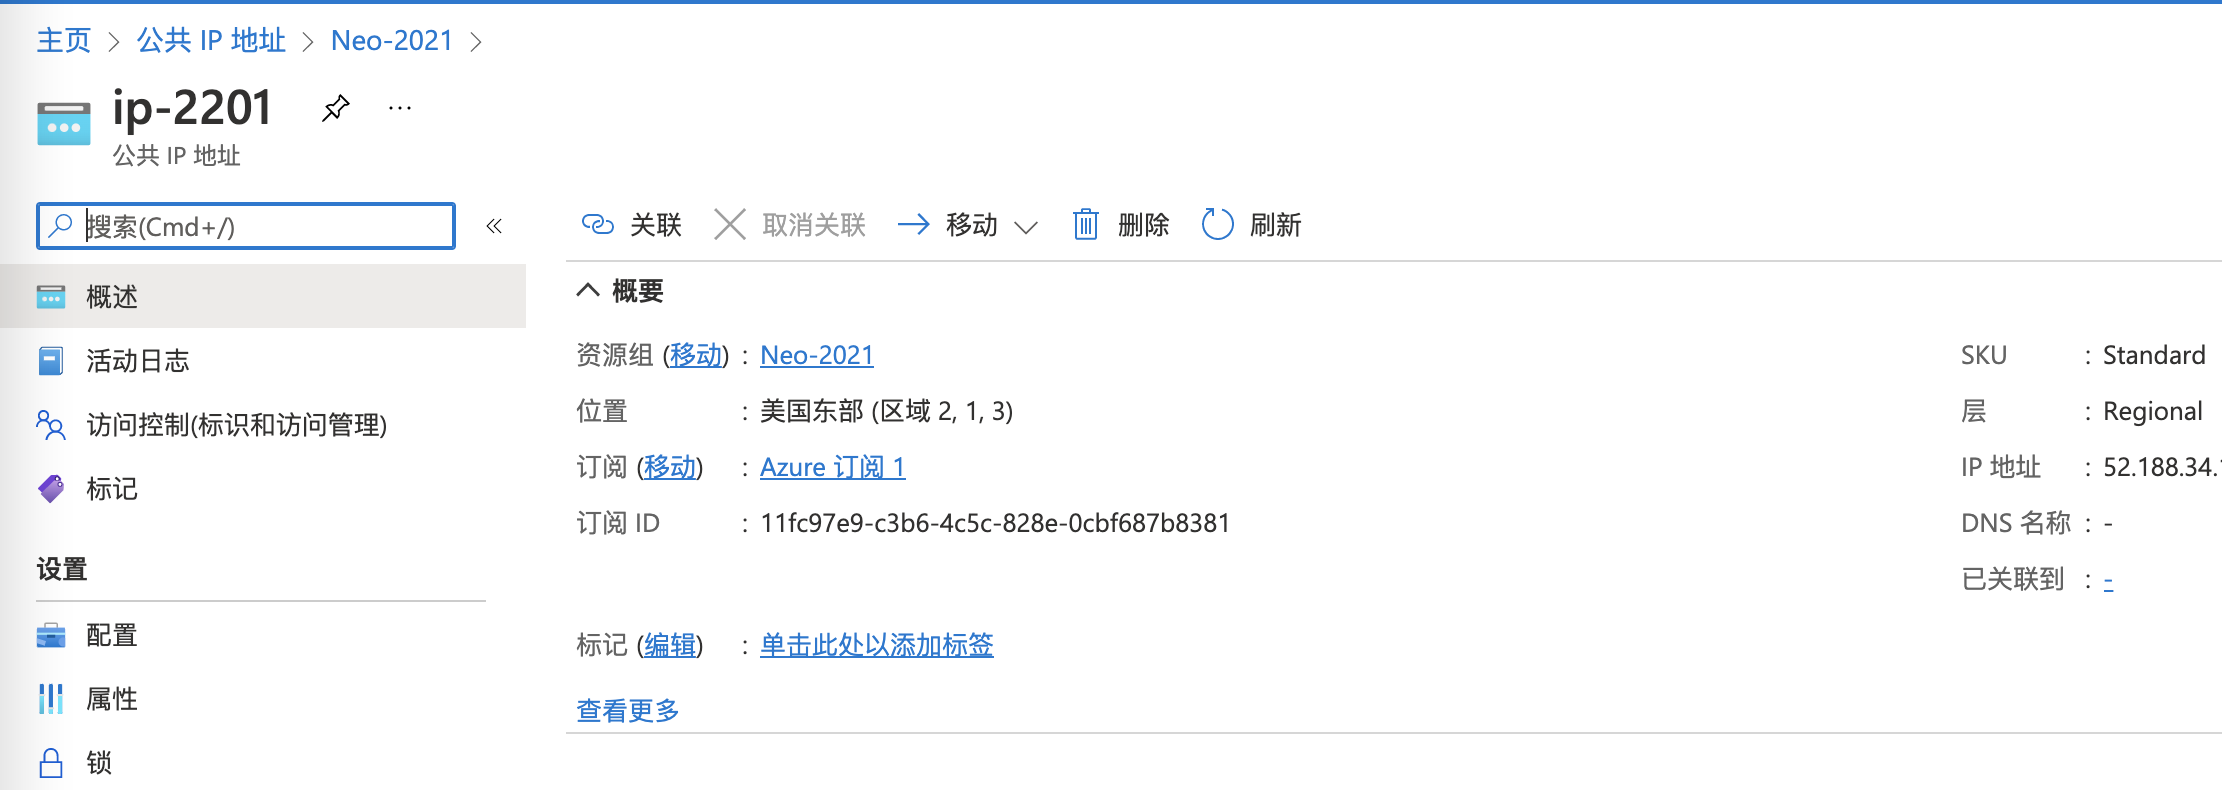 主页 > 公共 IP 地址 > Neo-2021 >
ip-2201
公共 IP 地址
搜索(Cmd+/)
«
关联 取消关联 移动 删除 刷新
概述
活动日志
访问控制(标识和访问管理)
标记
设置
配置
属性
锁
概要
资源组 (移动) : Neo-2021
位置 : 美国东部 (区域 2, 1, 3)
订阅 (移动) : Azure 订阅 1
订阅 ID : 11fc97e9-c3b6-4c5c-828e-0cbf687b8381
标记 (编辑) : 单击此处以添加标签
查看更多
SKU : Standard
层 : Regional
IP 地址 : 52.188.34.
DNS 名称 : -
已关联到 : -